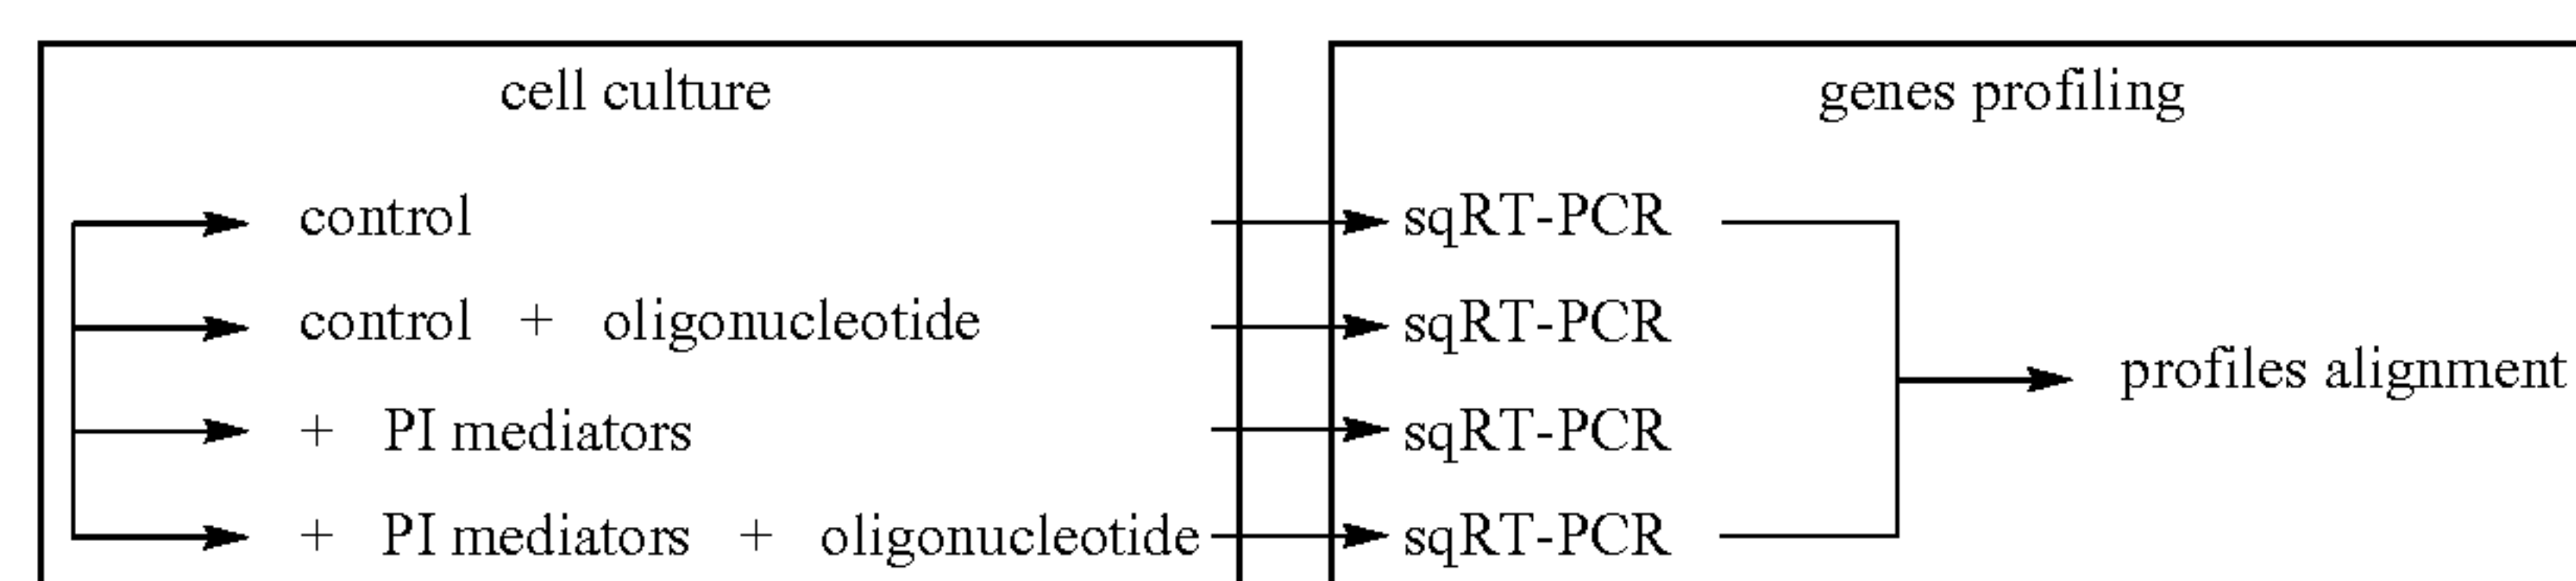 cell culture
genes profiling
control
sqRT-PCR
control + oligonucleotide
sqRT-PCR
profiles alignment
+ PI mediators
sqRT-PCR
+ PI mediators + oligonucleotide
sqRT-PCR